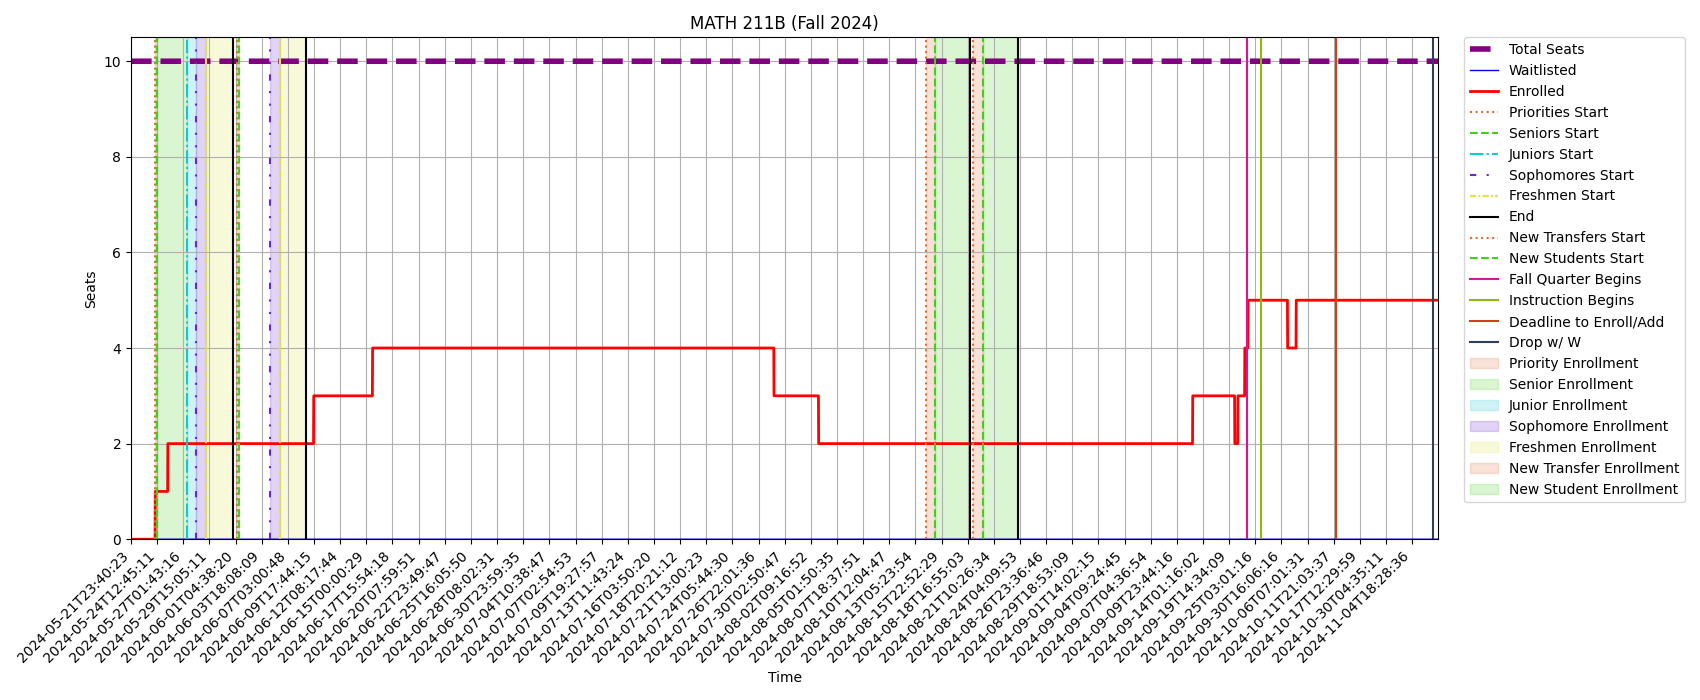 MATH 211B (Fall 2024)
Seats
10
8
6
4
2
0
2024-05-21T23:40:23
2024-05-24T12:45:11
2024-05-27T01:43:16
2024-05-29T15:05:11
2024-06-01T04:38:20
2024-06-03T18:08:09
2024-06-07T03:00:48
2024-06-09T17:44:15
2024-06-12T08:17:44
2024-06-15T00:00:29
2024-06-17T15:54:18
2024-06-20T07:59:51
2024-06-22T23:49:47
2024-06-25T16:05:50
2024-06-28T08:02:31
2024-06-30T23:59:35
2024-07-04T10:38:47
2024-07-07T02:54:53
2024-07-09T19:27:57
2024-07-13T11:43:24
2024-07-16T03:50:20
2024-07-18T20:21:12
2024-07-21T13:00:23
2024-07-24T05:44:30
2024-07-26T22:01:36
2024-07-30T02:50:47
2024-08-02T09:16:52
2024-08-05T01:50:35
2024-08-07T18:37:51
2024-08-10T12:04:47
2024-08-13T05:23:54
2024-08-15T22:52:29
2024-08-18T16:55:03
2024-08-21T10:26:34
2024-08-24T04:09:53
2024-08-26T23:36:46
2024-08-29T18:53:09
2024-09-01T14:02:15
2024-09-04T09:24:45
2024-09-07T04:36:54
2024-09-09T23:44:16
2024-09-14T01:16:02
2024-09-19T14:34:09
2024-09-25T03:01:16
2024-09-30T16:06:16
2024-10-06T07:01:31
2024-10-11T21:03:37
2024-10-17T12:29:59
2024-10-30T04:35:11
2024-11-04T18:28:36
Time
Total Seats
Waitlisted
Enrolled
Priorities Start
Seniors Start
Juniors Start
Sophomores Start
Freshmen Start
End
New Transfers Start
New Students Start
Fall Quarter Begins
Instruction Begins
Deadline to Enroll/Add
Drop w/ W
Priority Enrollment
Senior Enrollment
Junior Enrollment
Sophomore Enrollment
Freshmen Enrollment
New Transfer Enrollment
New Student Enrollment